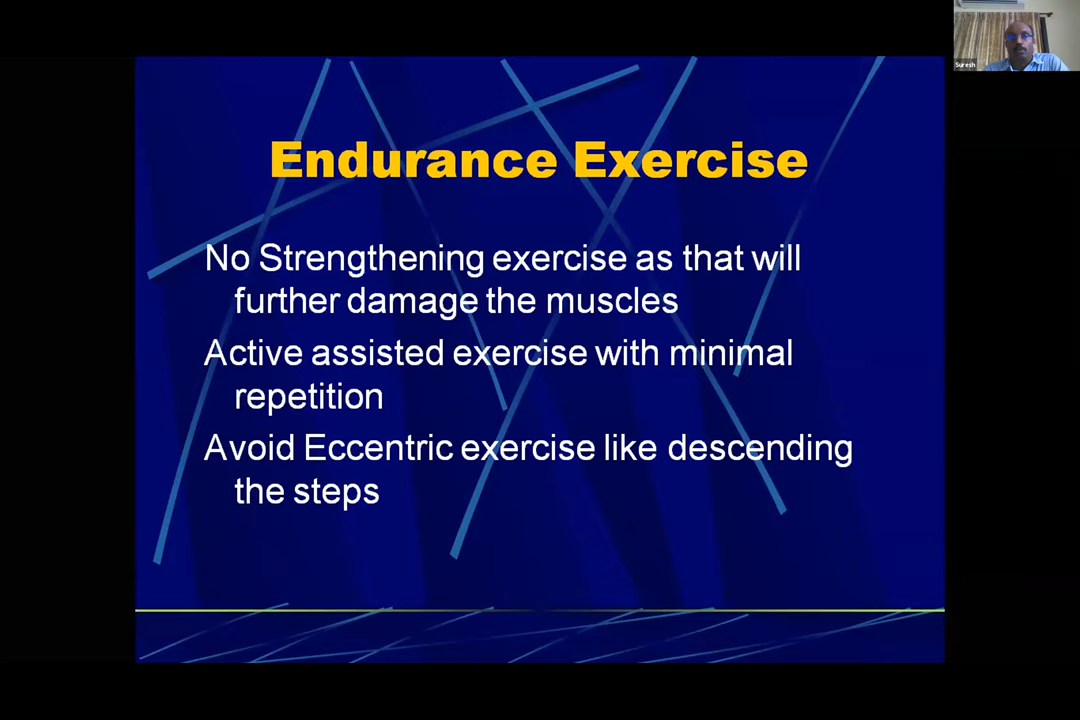 Suresh
Endurance Exercise
No Strengthening exercise as that will
further damage the muscles
Active assisted exercise with minimal
repetition
Avoid Eccentric exercise like descending
the steps